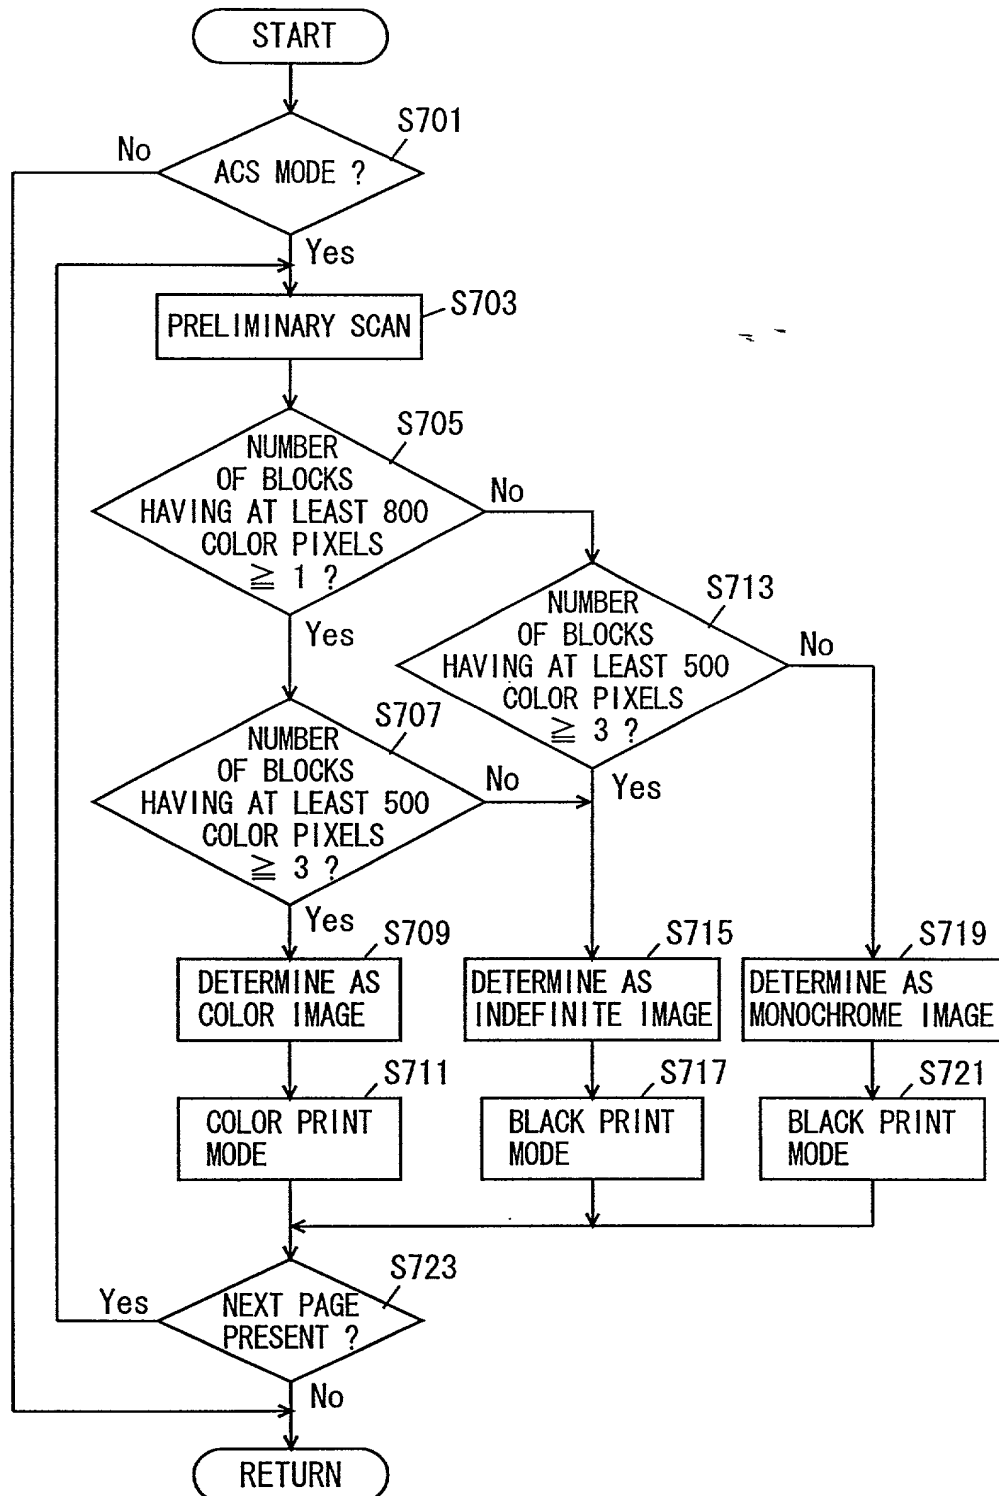 START
S701
No
ACS MODE ?
Yes
S703
PRELIMINARY SCAN
S705
NUMBER
OF BLOCKS
HAVING AT LEAST 800
COLOR PIXELS
≧ 1 ?
No
Yes
S713
NUMBER
OF BLOCKS
HAVING AT LEAST 500
COLOR PIXELS
≧ 3 ?
No
Yes
S707
NUMBER
OF BLOCKS
HAVING AT LEAST 500
COLOR PIXELS
≧ 3 ?
No
Yes
S709
DETERMINE AS
COLOR IMAGE
S715
DETERMINE AS
INDEFINITE IMAGE
S719
DETERMINE AS
MONOCHROME IMAGE
S711
COLOR PRINT
MODE
S717
BLACK PRINT
MODE
S721
BLACK PRINT
MODE
S723
Yes
NEXT PAGE
PRESENT ?
No
RETURN